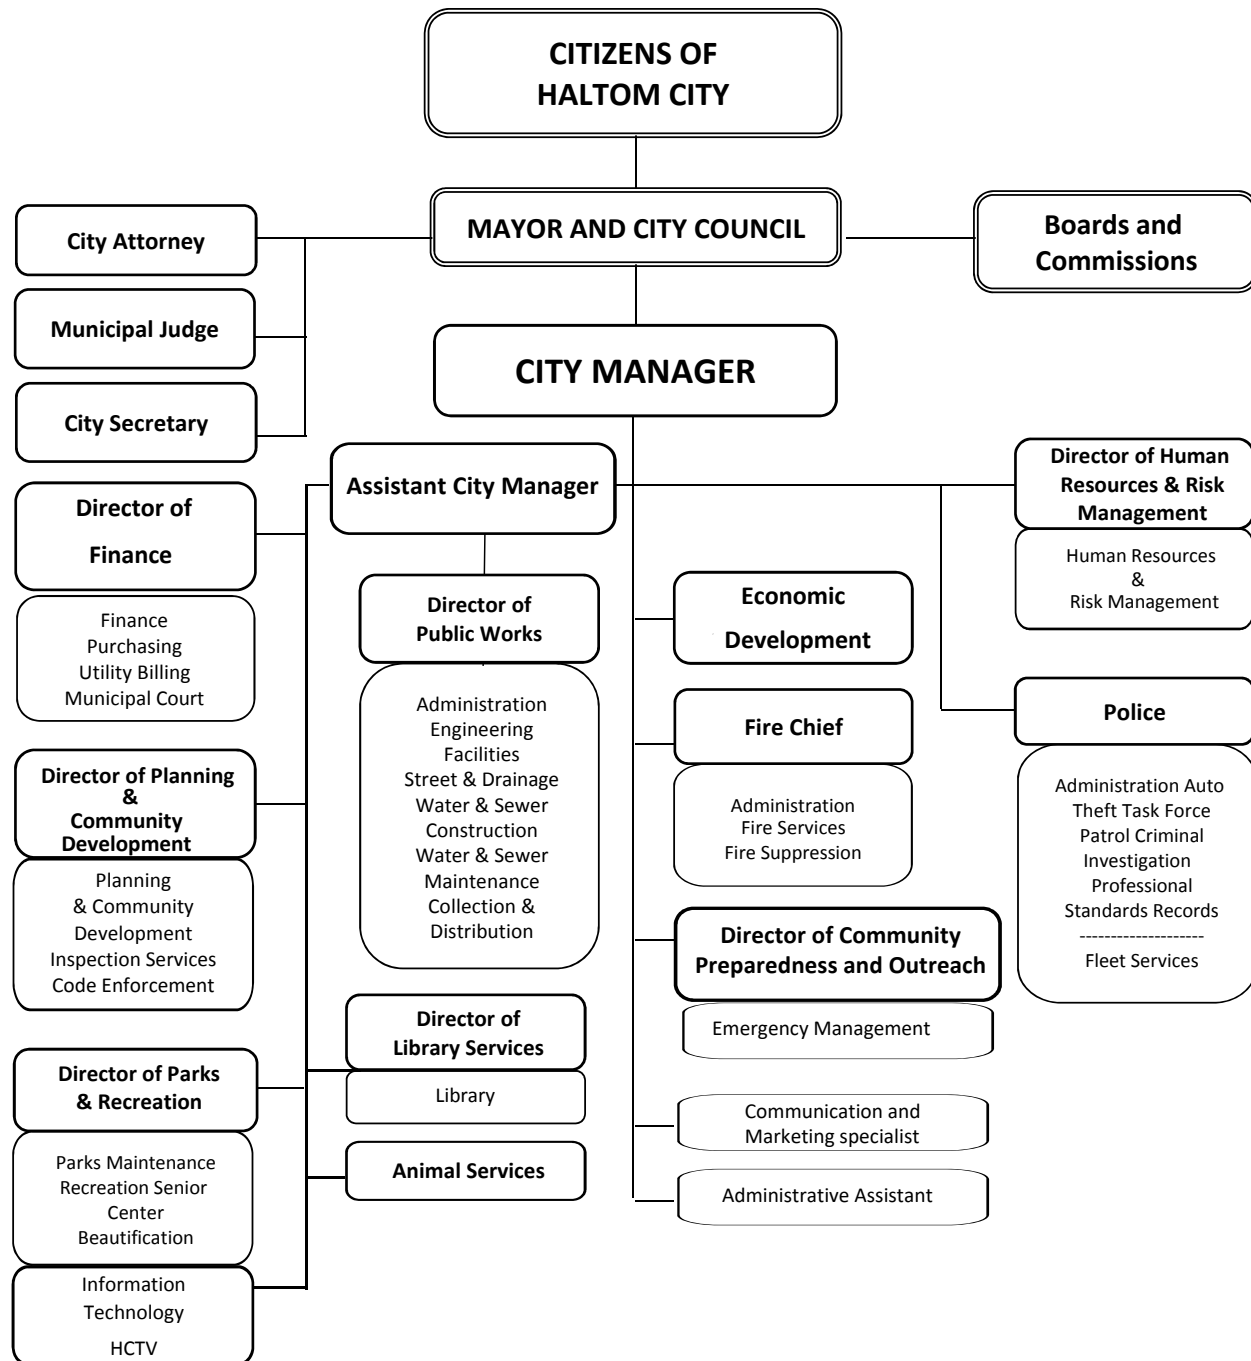 CITIZENS OF
HALTOM CITY
MAYOR AND CITY COUNCIL
Boards and
Commissions
City Attorney
Municipal Judge
City Secretary
CITY MANAGER
Assistant City Manager
Director of Human
Resources & Risk
Management
Human Resources
&
Risk Management
Director of
Finance
Finance
Purchasing
Utility Billing
Municipal Court
Director of
Public Works
Administration
Engineering
Facilities
Street & Drainage
Water & Sewer
Construction
Water & Sewer
Maintenance
Collection &
Distribution
Economic
Development
Fire Chief
Administration
Fire Services
Fire Suppression
Police
Administration Auto
Theft Task Force
Patrol Criminal
Investigation
Professional
Standards Records
--------------------
Fleet Services
Director of Planning
&
Community
Development
Planning
& Community
Development
Inspection Services
Code Enforcement
Director of Community
Preparedness and Outreach
Emergency Management
Communication and
Marketing specialist
Administrative Assistant
Director of
Library Services
Library
Animal Services
Director of Parks
& Recreation
Parks Maintenance
Recreation Senior
Center
Beautification
Information
Technology
HCTV